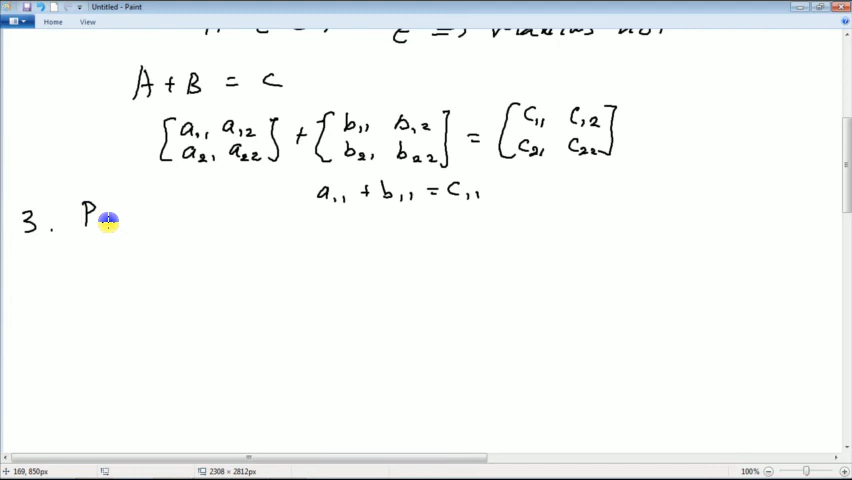 Untitled - Paint
Home View
A + B = C
[a11 a12 a21 a22] + [b11 b12 b21 b22] = [c11 c12 c21 c22]
a11 + b11 = c11
3. P
169, 850px 2308 × 2812px 100%